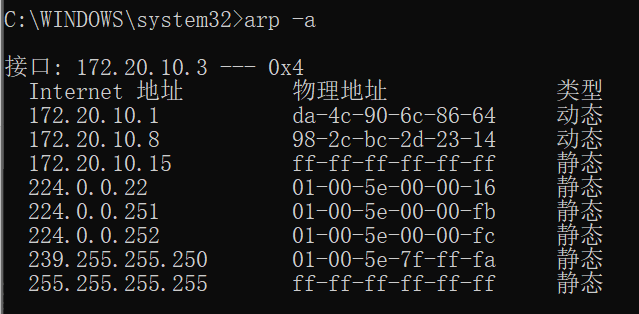 C:\WINDOWS\system32>arp -a
接口: 172.20.10.3 --- 0x4
Internet 地址 物理地址 类型
172.20.10.1 da-4c-90-6c-86-64 动态
172.20.10.8 98-2c-bc-2d-23-14 动态
172.20.10.15 ff-ff-ff-ff-ff-ff 静态
224.0.0.22 01-00-5e-00-00-16 静态
224.0.0.251 01-00-5e-00-00-fb 静态
224.0.0.252 01-00-5e-00-00-fc 静态
239.255.255.250 01-00-5e-7f-ff-fa 静态
255.255.255.255 ff-ff-ff-ff-ff-ff 静态